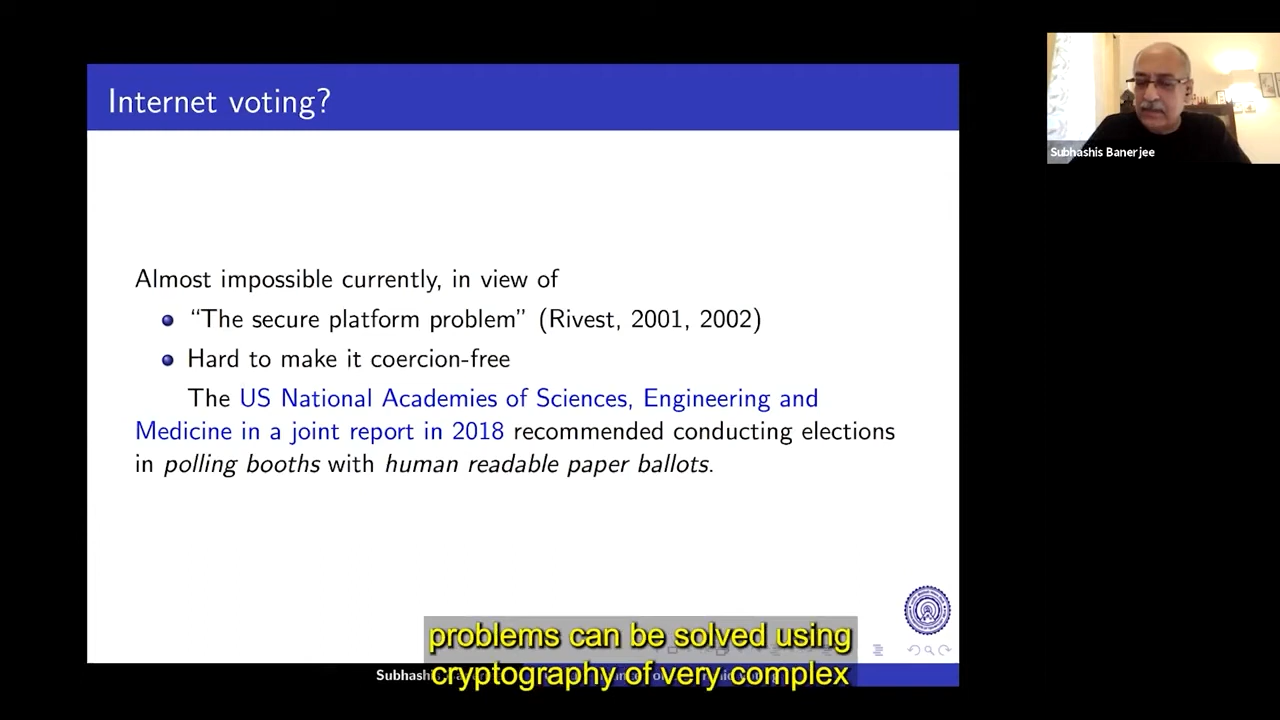 Internet voting?
Subhashis Banerjee
Almost impossible currently, in view of
“The secure platform problem” (Rivest, 2001, 2002)
Hard to make it coercion-free
The US National Academies of Sciences, Engineering and
Medicine in a joint report in 2018 recommended conducting elections
in polling booths with human readable paper ballots.
problems can be solved using
cryptography of very complex